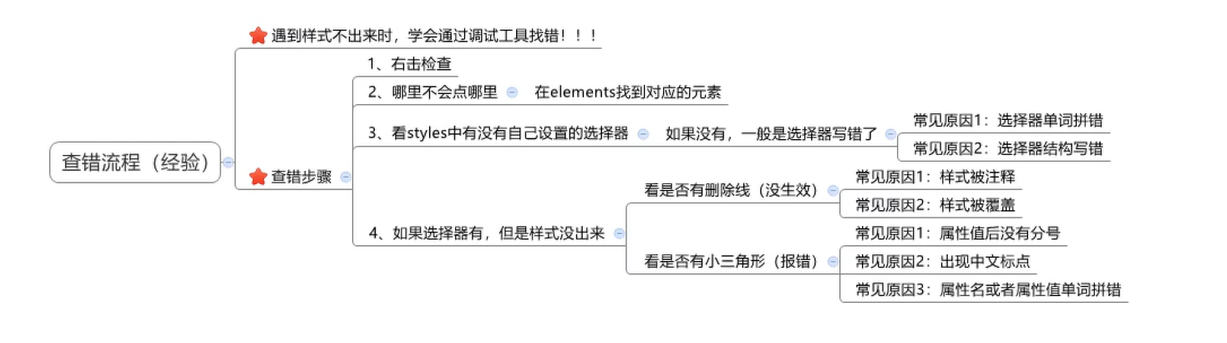 遇到样式不出来时，学会通过调试工具找错！！！
1、右击检查
2、哪里不会点哪里
在elements找到对应的元素
3、看styles中有没有自己设置的选择器
如果没有，一般是选择器写错了
常见原因1：选择器单词拼错
常见原因2：选择器结构写错
查错流程（经验）
查错步骤
看是否有删除线（没生效）
常见原因1：样式被注释
常见原因2：样式被覆盖
4、如果选择器有，但是样式没出来
看是否有小三角形（报错）
常见原因1：属性值后没有分号
常见原因2：出现中文标点
常见原因3：属性名或者属性值单词拼错